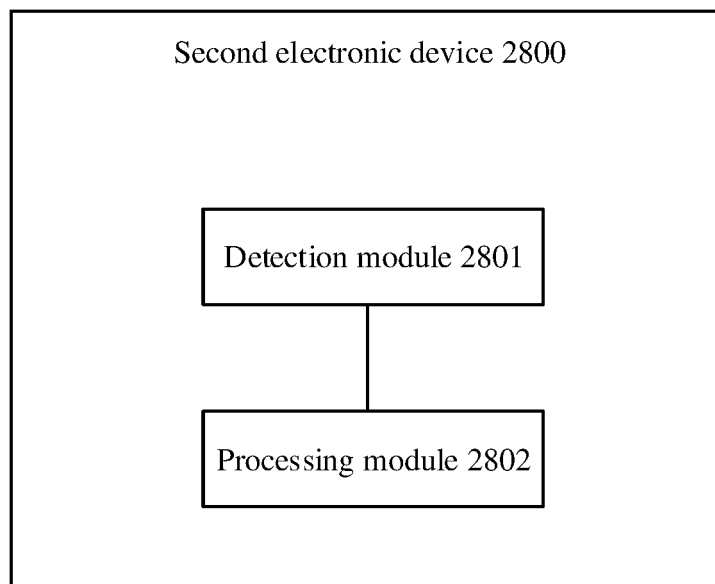 Second electronic device 2800
Detection module 2801
Processing module 2802